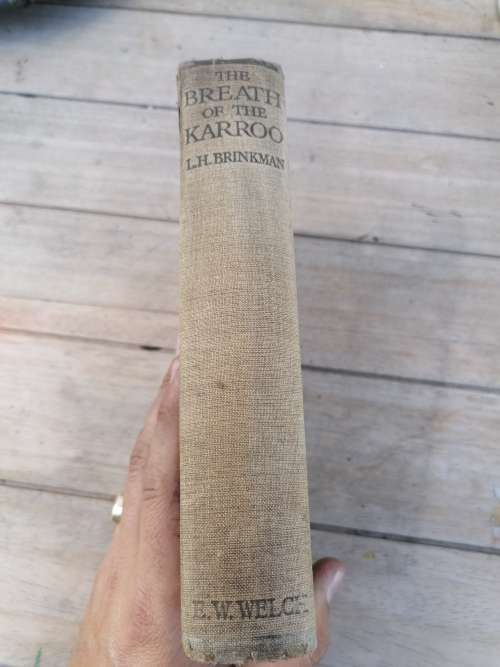 THE
BREATH
OF THE
KARROO
L.H. BRINKMAN
E.W. WELCH